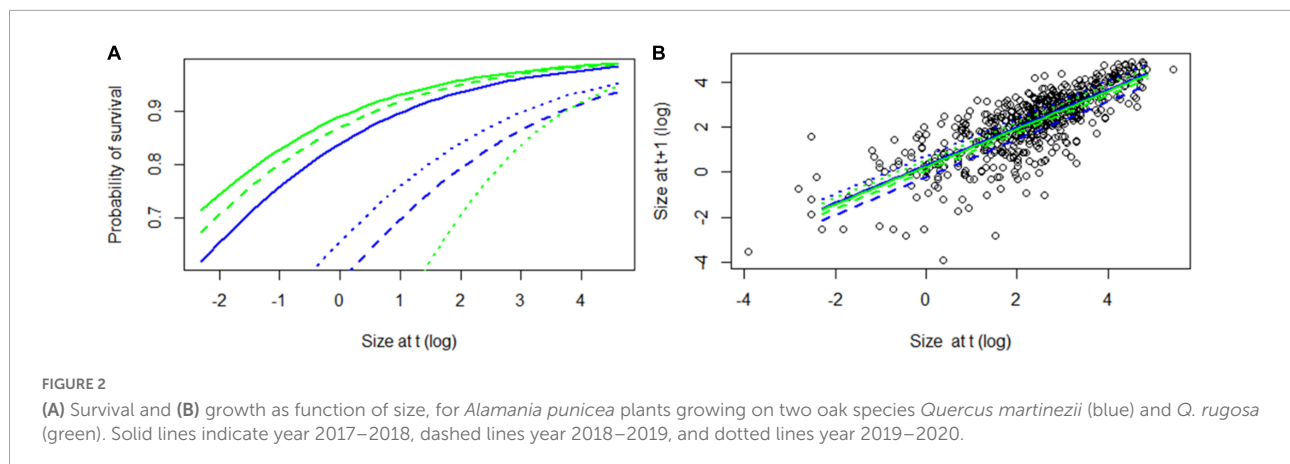 A
B
Probability of survival
0.9
0.8
0.7
-2 -1 0 1 2 3 4
Size at t (log)
Size at t+1 (log)
4
2
0
-2
-4
-4 -2 0 2 4
Size at t (log)
FIGURE 2
(A) Survival and (B) growth as function of size, for Alamania punicea plants growing on two oak species Quercus martinezii (blue) and Q. rugosa
(green). Solid lines indicate year 2017–2018, dashed lines year 2018–2019, and dotted lines year 2019–2020.